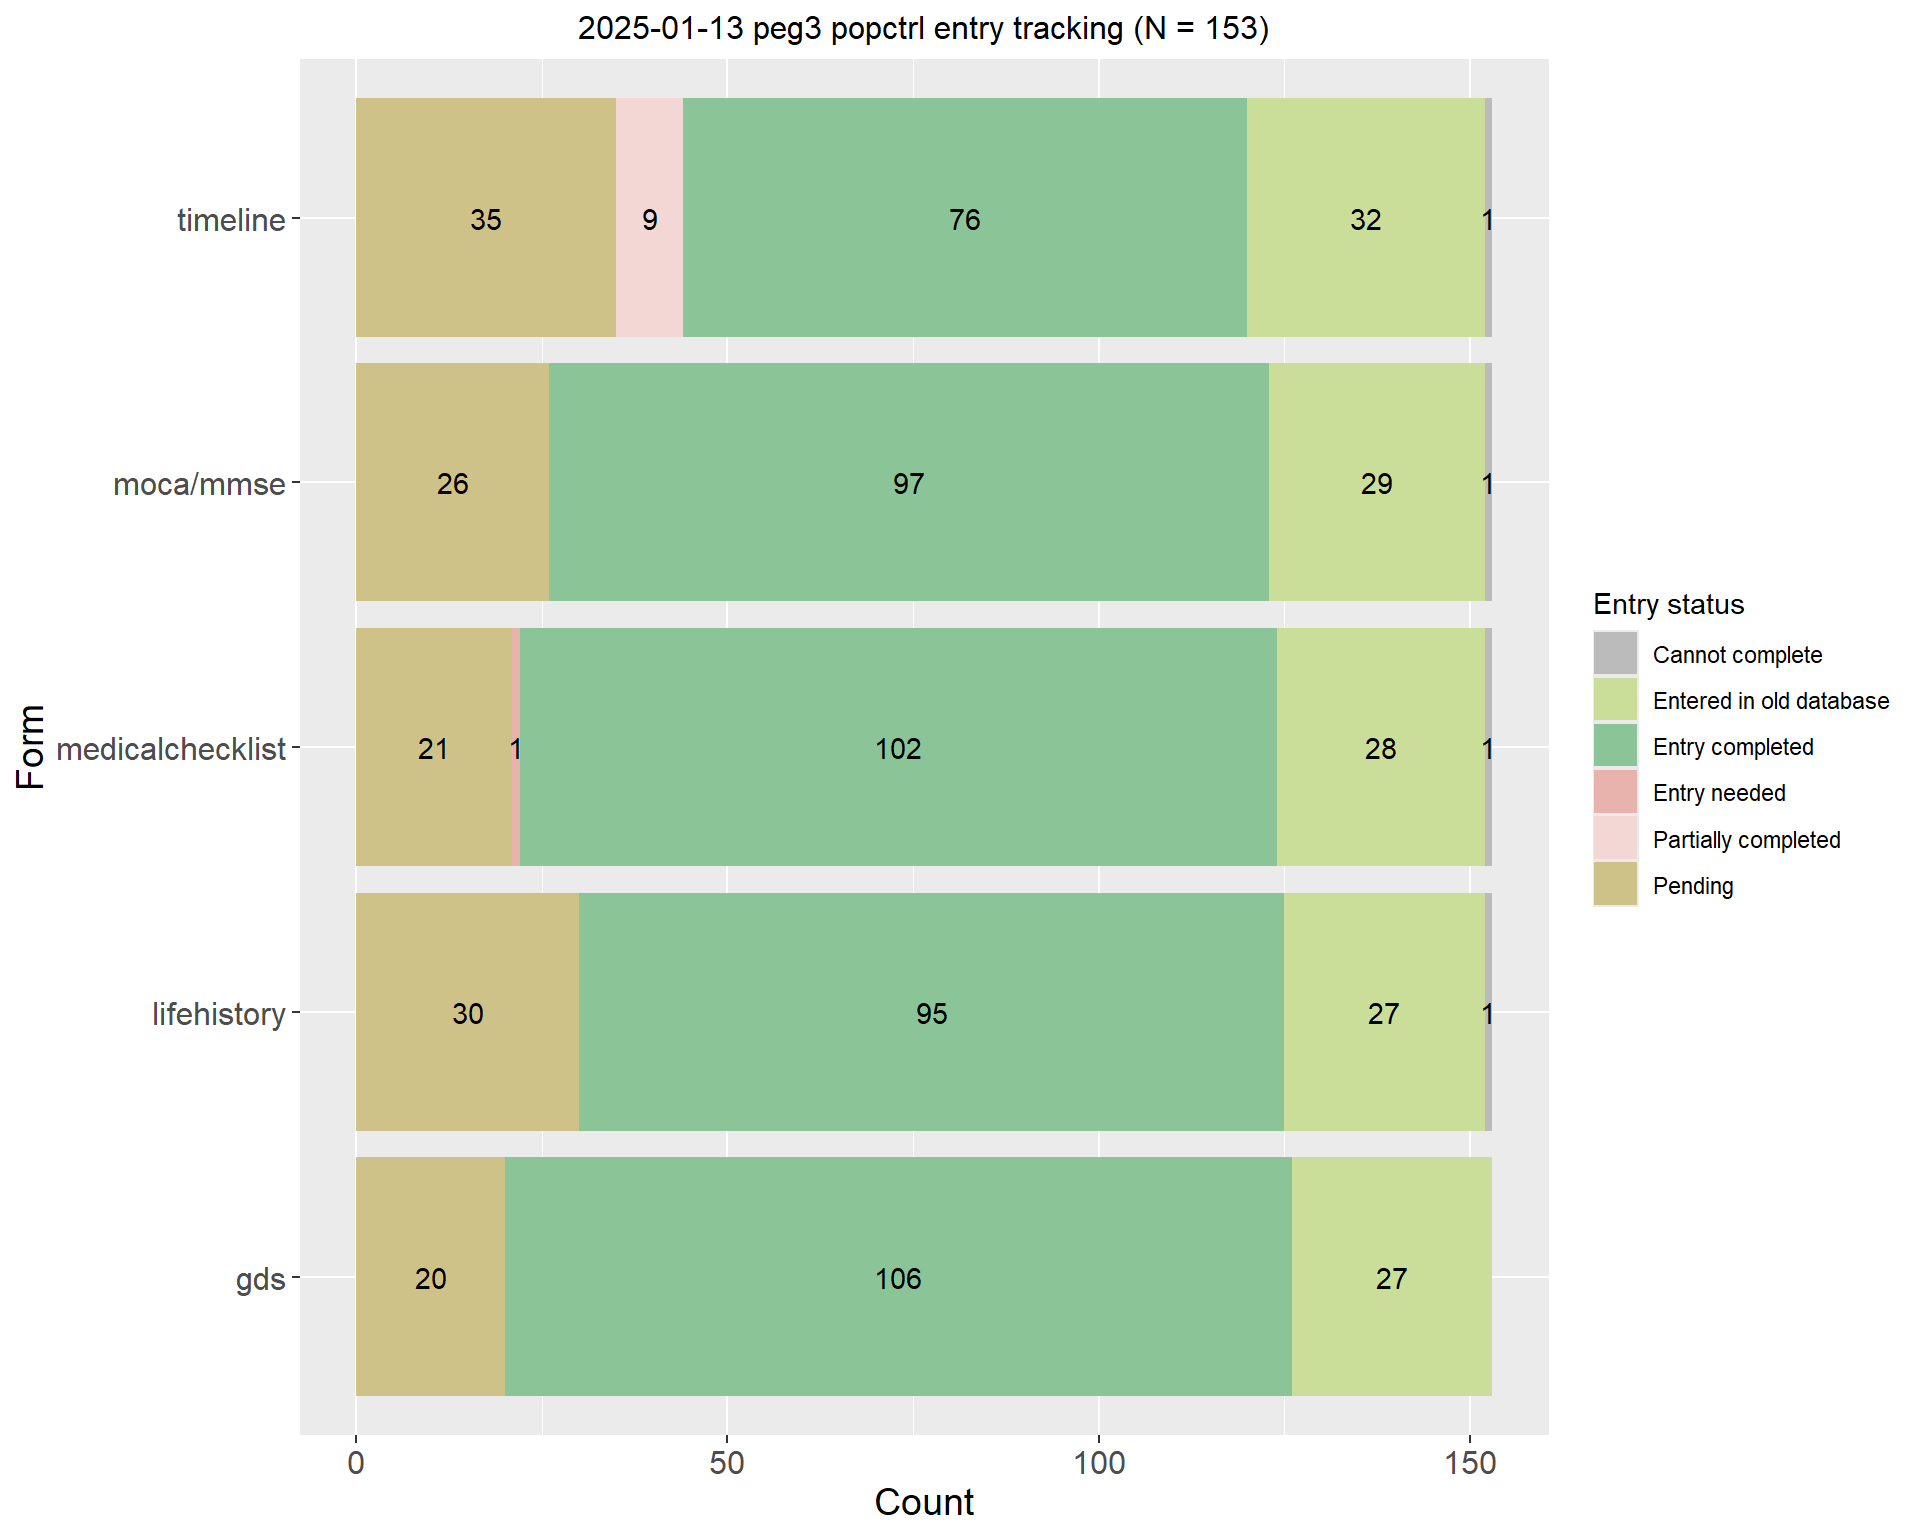 2025-01-13 peg3 popctrl entry tracking (N = 153)
timeline
35 9 76 32 1
moca/mmse
26 97 29 1
medicalchecklist
21 1 102 28 1
lifehistory
30 95 27 1
gds
20 106 27
Form
0 50 100 150
Count
Entry status
Cannot complete
Entered in old database
Entry completed
Entry needed
Partially completed
Pending